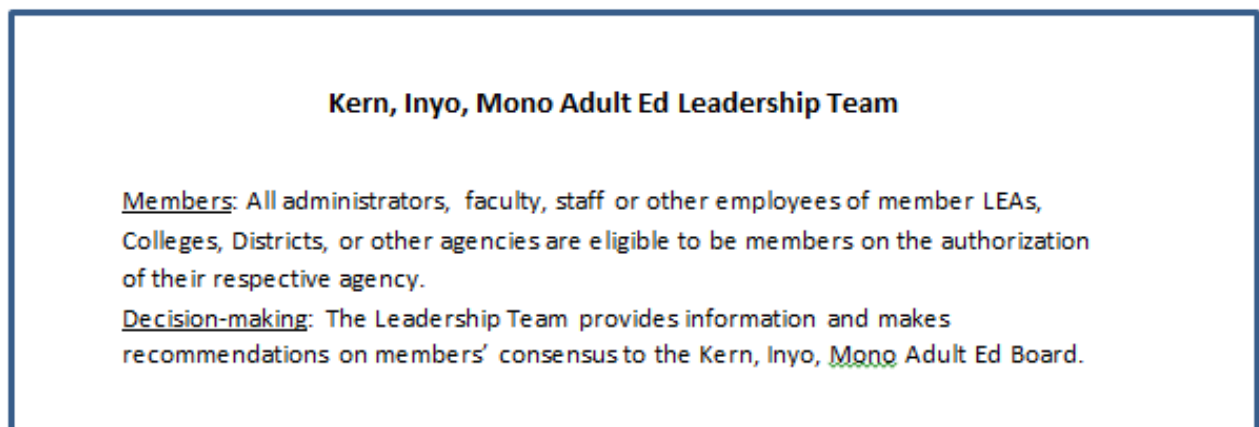 Kern, Inyo, Mono Adult Ed Leadership Team
Members: All administrators, faculty, staff or other employees of member LEAs,
Colleges, Districts, or other agencies are eligible to be members on the authorization
of their respective agency.
Decision-making: The Leadership Team provides information and makes
recommendations on members’ consensus to the Kern, Inyo, Mono Adult Ed Board.